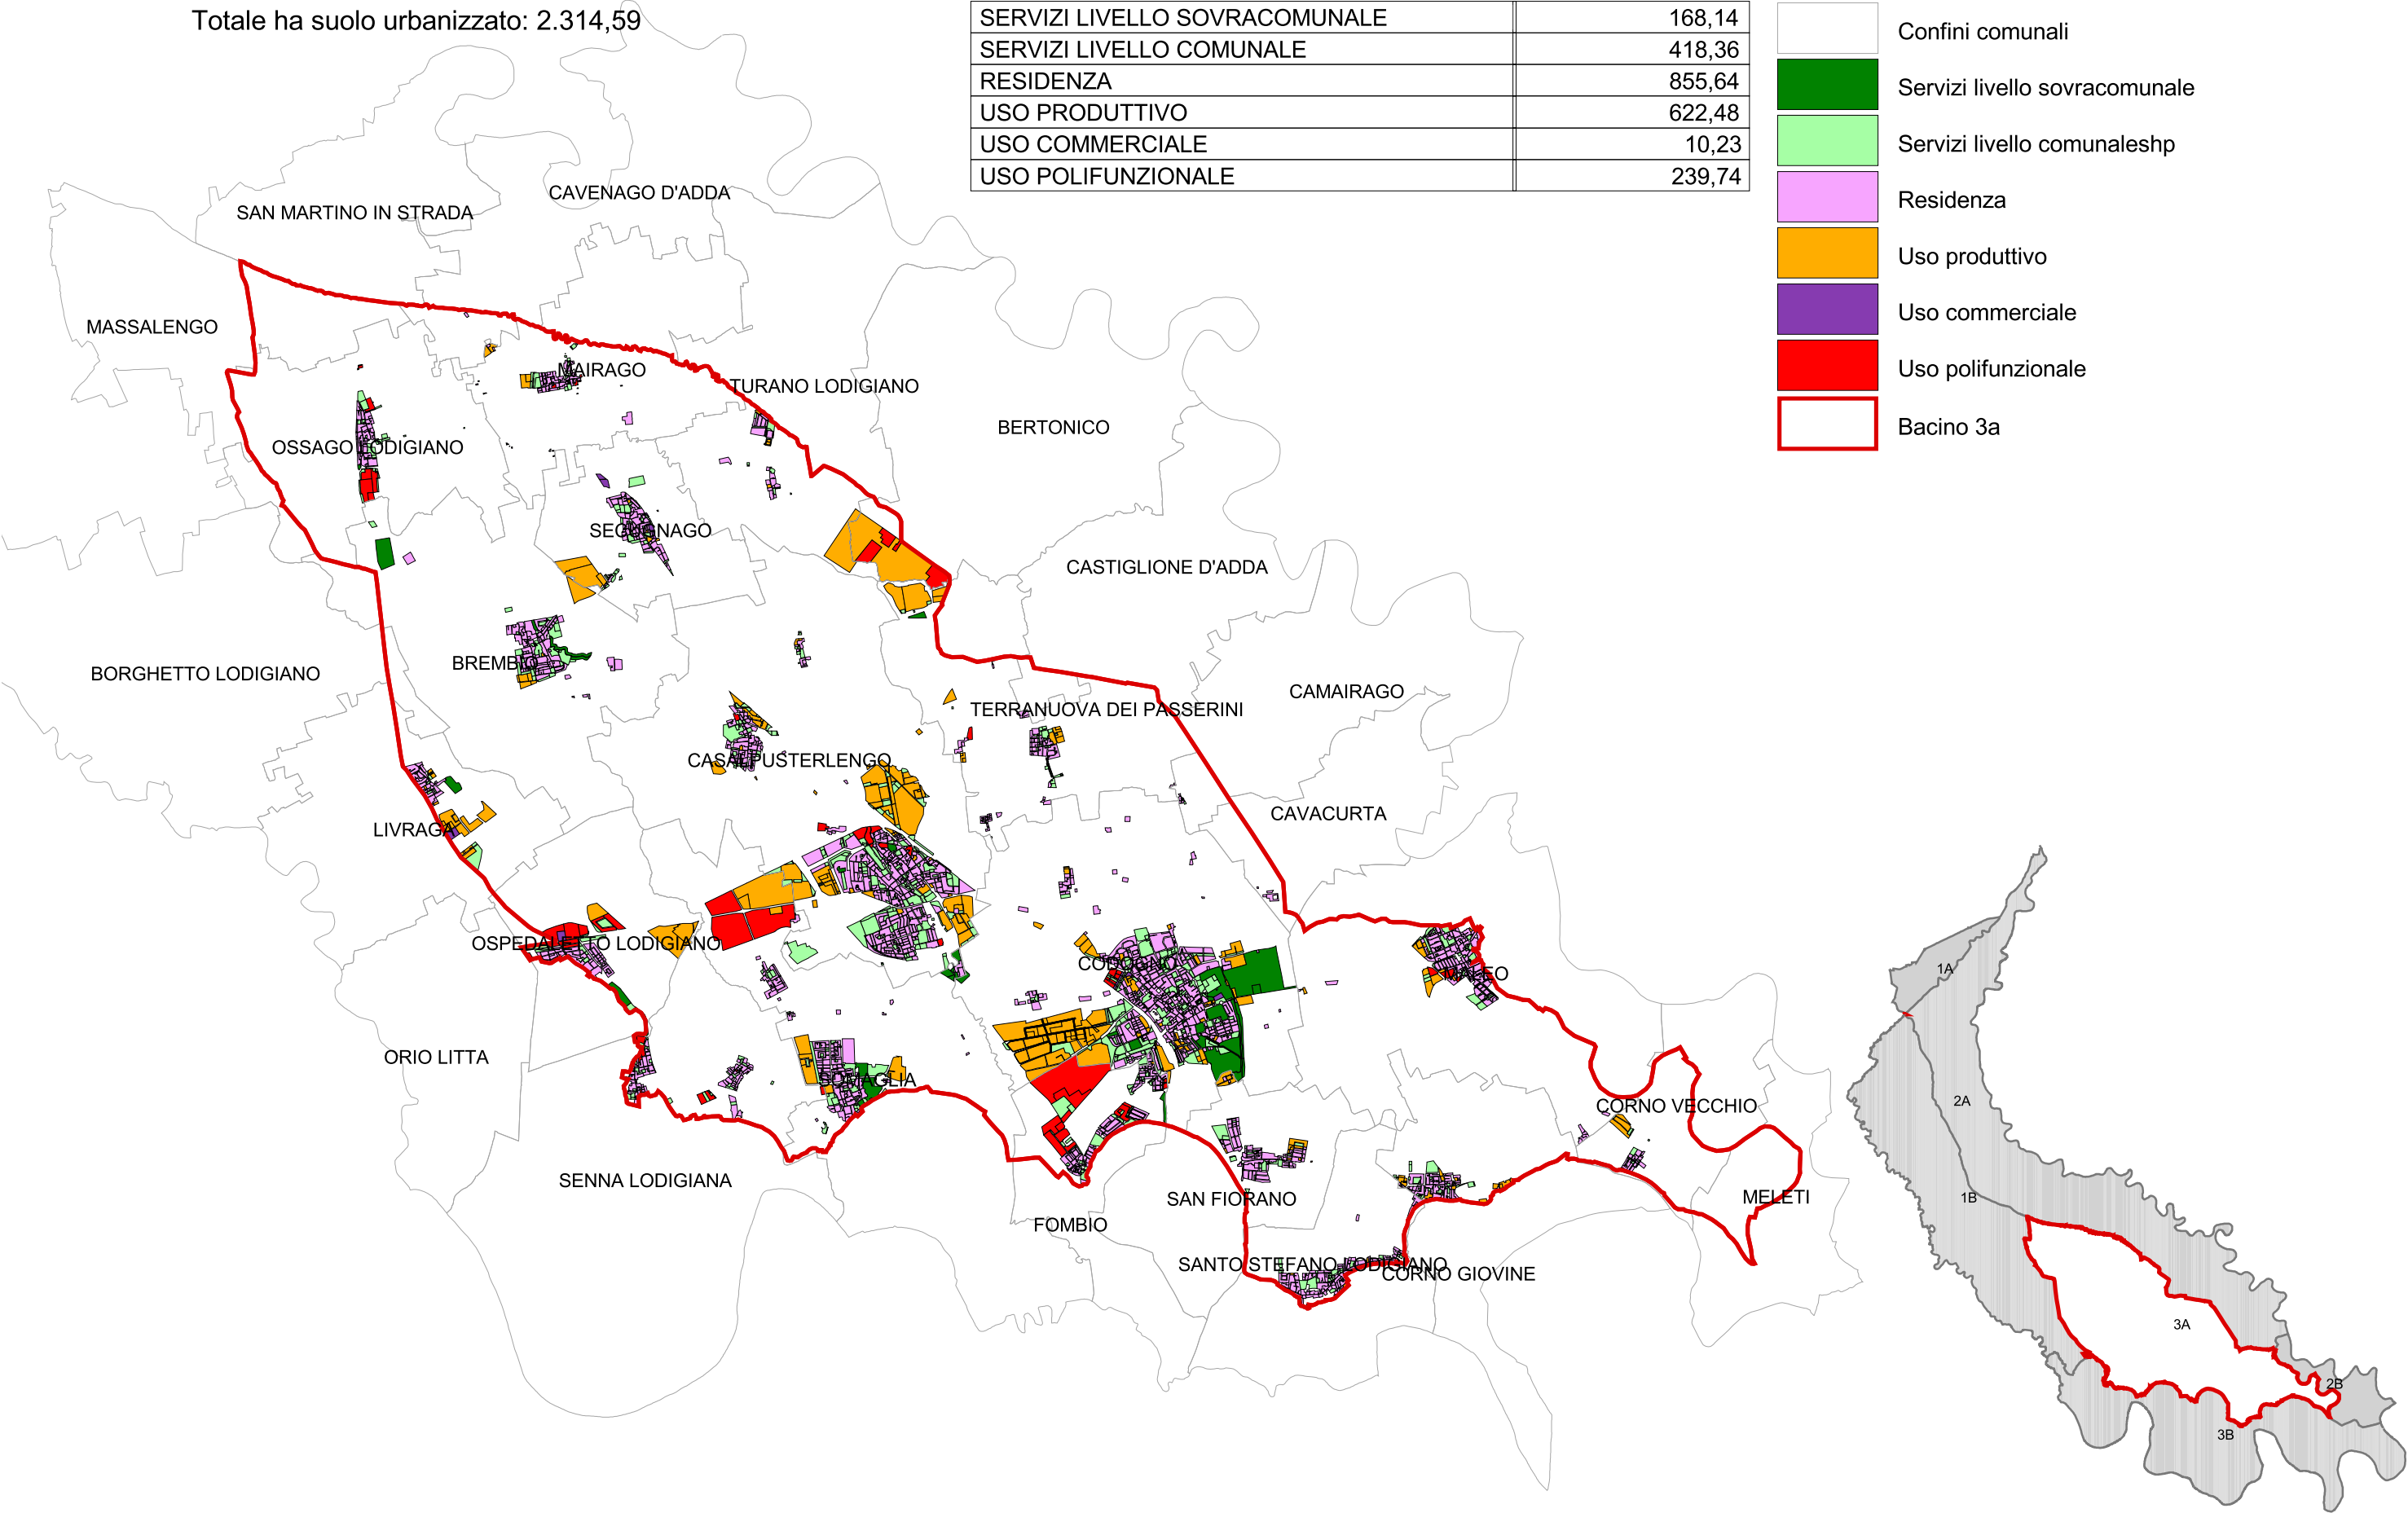 Totale ha suolo urbanizzato: 2.314,59
SERVIZI LIVELLO SOVRACOMUNALE 168,14
SERVIZI LIVELLO COMUNALE 418,36
RESIDENZA 855,64
USO PRODUTTIVO 622,48
USO COMMERCIALE 10,23
USO POLIFUNZIONALE 239,74
Confini comunali
Servizi livello sovracomunale
Servizi livello comunaleshp
Residenza
Uso produttivo
Uso commerciale
Uso polifunzionale
Bacino 3a
CAVENAGO D'ADDA
SAN MARTINO IN STRADA
MASSALENGO
MAIRAGO
TURANO LODIGIANO
BERTONICO
OSSAGO LODIGIANO
SECUGNAGO
CASTIGLIONE D'ADDA
BREMBIO
BORGHETTO LODIGIANO
CAMAIRAGO
TERRANUOVA DEI PASSERINI
CASALPUSTERLENGO
CAVACURTA
LIVRAGA
OSPEDALETTO LODIGIANO
CODOGNO
MALEO
ORIO LITTA
SOMAGLIA
CORNO VECCHIO
SENNA LODIGIANA
SAN FIORANO
MELETI
FOMBIO
SANTO STEFANO LODIGIANO
CORNO GIOVINE
1A
2A
1B
3A
2B
3B